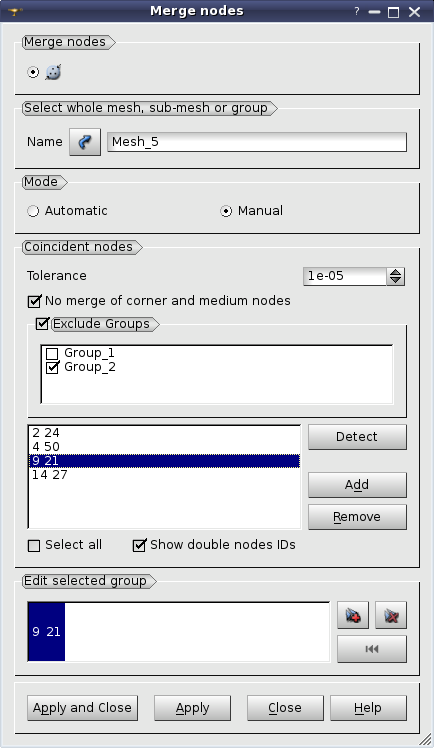 Merge nodes
?
Merge nodes
Select whole mesh, sub-mesh or group
Name Mesh_5
Mode
Automatic Manual
Coincident nodes
Tolerance 1e-05
No merge of corner and medium nodes
Exclude Groups
Group_1
Group_2
2 24
4 50
9 21
14 27
Detect
Add
Remove
Select all Show double nodes IDs
Edit selected group
9 21
Apply and Close Apply Close Help